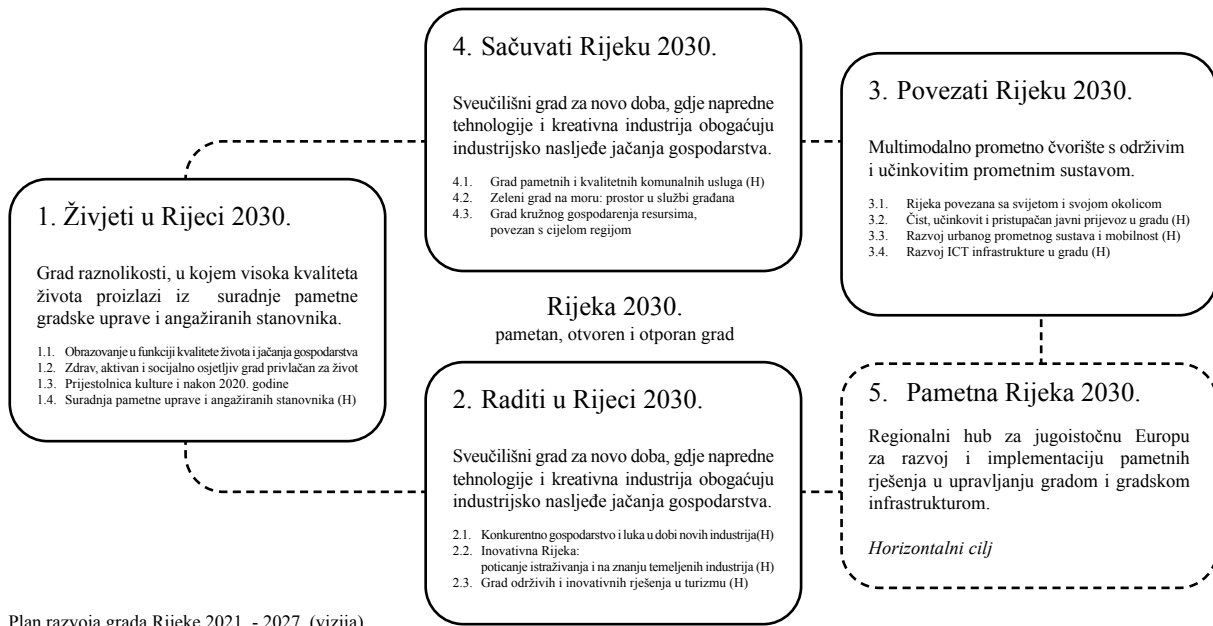 4. Sačuvati Rijeku 2030.
Sveučilišni grad za novo doba, gdje napredne
tehnologije i kreativna industrija obogaćuju
industrijsko nasljeđe jačanja gospodarstva.
4.1. Grad pametnih i kvalitetnih komunalnih usluga (H)
4.2. Zeleni grad na moru: prostor u službi građana
4.3. Grad kružnog gospodarenja resursima,
povezan s cijelom regijom
3. Povezati Rijeku 2030.
Multimodalno prometno čvorište s održivim
i učinkovitim prometnim sustavom.
3.1. Rijeka povezana sa svijetom i svojom okolicom
3.2. Čist, učinkovit i pristupačan javni prijevoz u gradu (H)
3.3. Razvoj urbanog prometnog sustava i mobilnost (H)
3.4. Razvoj ICT infrastrukture u gradu (H)
1. Živjeti u Rijeci 2030.
Grad raznolikosti, u kojem visoka kvaliteta
života proizlazi iz suradnje pametne
gradske uprave i angažiranih stanovnika.
1.1. Obrazovanje u funkciji kvalitete života i jačanja gospodarstva
1.2. Zdrav, aktivan i socijalno osjetljiv grad privlačan za život
1.3. Prijestolnica kulture i nakon 2020. godine
1.4. Suradnja pametne uprave i angažiranih stanovnika (H)
Rijeka 2030.
pametan, otvoren i otporan grad
2. Raditi u Rijeci 2030.
Sveučilišni grad za novo doba, gdje napredne
tehnologije i kreativna industrija obogaćuju
industrijsko nasljeđe jačanja gospodarstva.
2.1. Konkurentno gospodarstvo i luka u dobi novih industrija(H)
2.2. Inovativna Rijeka:
poticanje istraživanja i na znanju temeljenih industrija (H)
2.3. Grad održivih i inovativnih rješenja u turizmu (H)
5. Pametna Rijeka 2030.
Regionalni hub za jugoistočnu Europu
za razvoj i implementaciju pametnih
rješenja u upravljanju gradom i gradskom
infrastrukturom.
Horizontalni cilj
Plan razvoja grada Rijeke 2021. - 2027. (vizija)